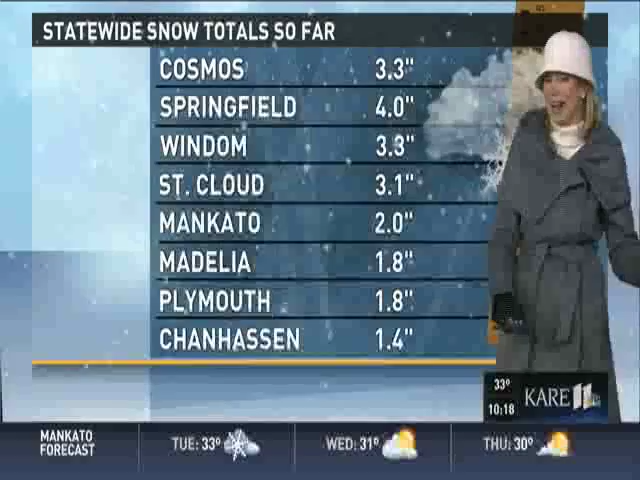 STATEWIDE SNOW TOTALS SO FAR
COSMOS 3.3"
SPRINGFIELD 4.0"
WINDOM 3.3"
ST. CLOUD 3.1"
MANKATO 2.0"
MADELIA 1.8"
PLYMOUTH 1.8"
CHANHASSEN 1.4"
33°
10:18
KARE 11
MANKATO
FORECAST
TUE: 33°
WED: 31°
THU: 30°